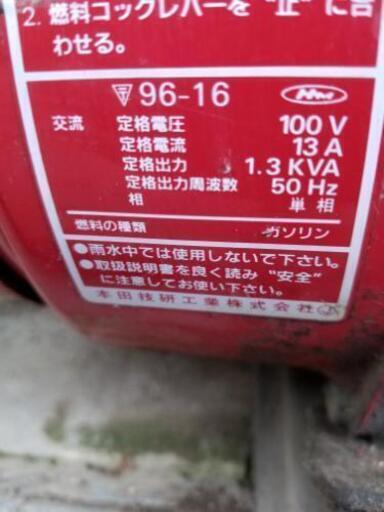 2. 燃料コックレバーを "止" に合
わせる。
〒 96-16
交流 定格電圧 100 V
定格電流 13 A
定格出力 1.3 KVA
定格出力周波数 50 Hz
相 単相
燃料の種類 ガソリン
●雨水中では使用しないで下さい。
●取扱説明書を良く読み “安全”
に注意してお使い下さい。
本田技研工業株式会社